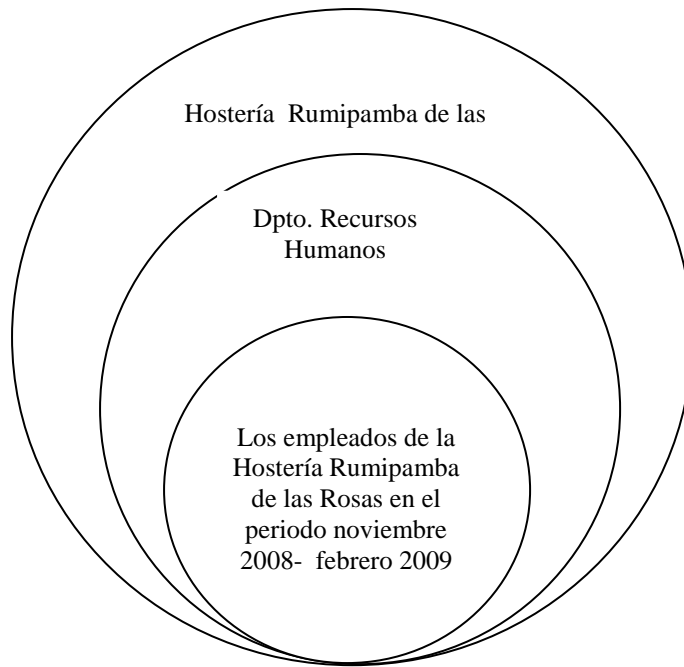 Hostería Rumipamba de las
Dpto. Recursos
Humanos
Los empleados de la
Hostería Rumipamba
de las Rosas en el
periodo noviembre
2008- febrero 2009